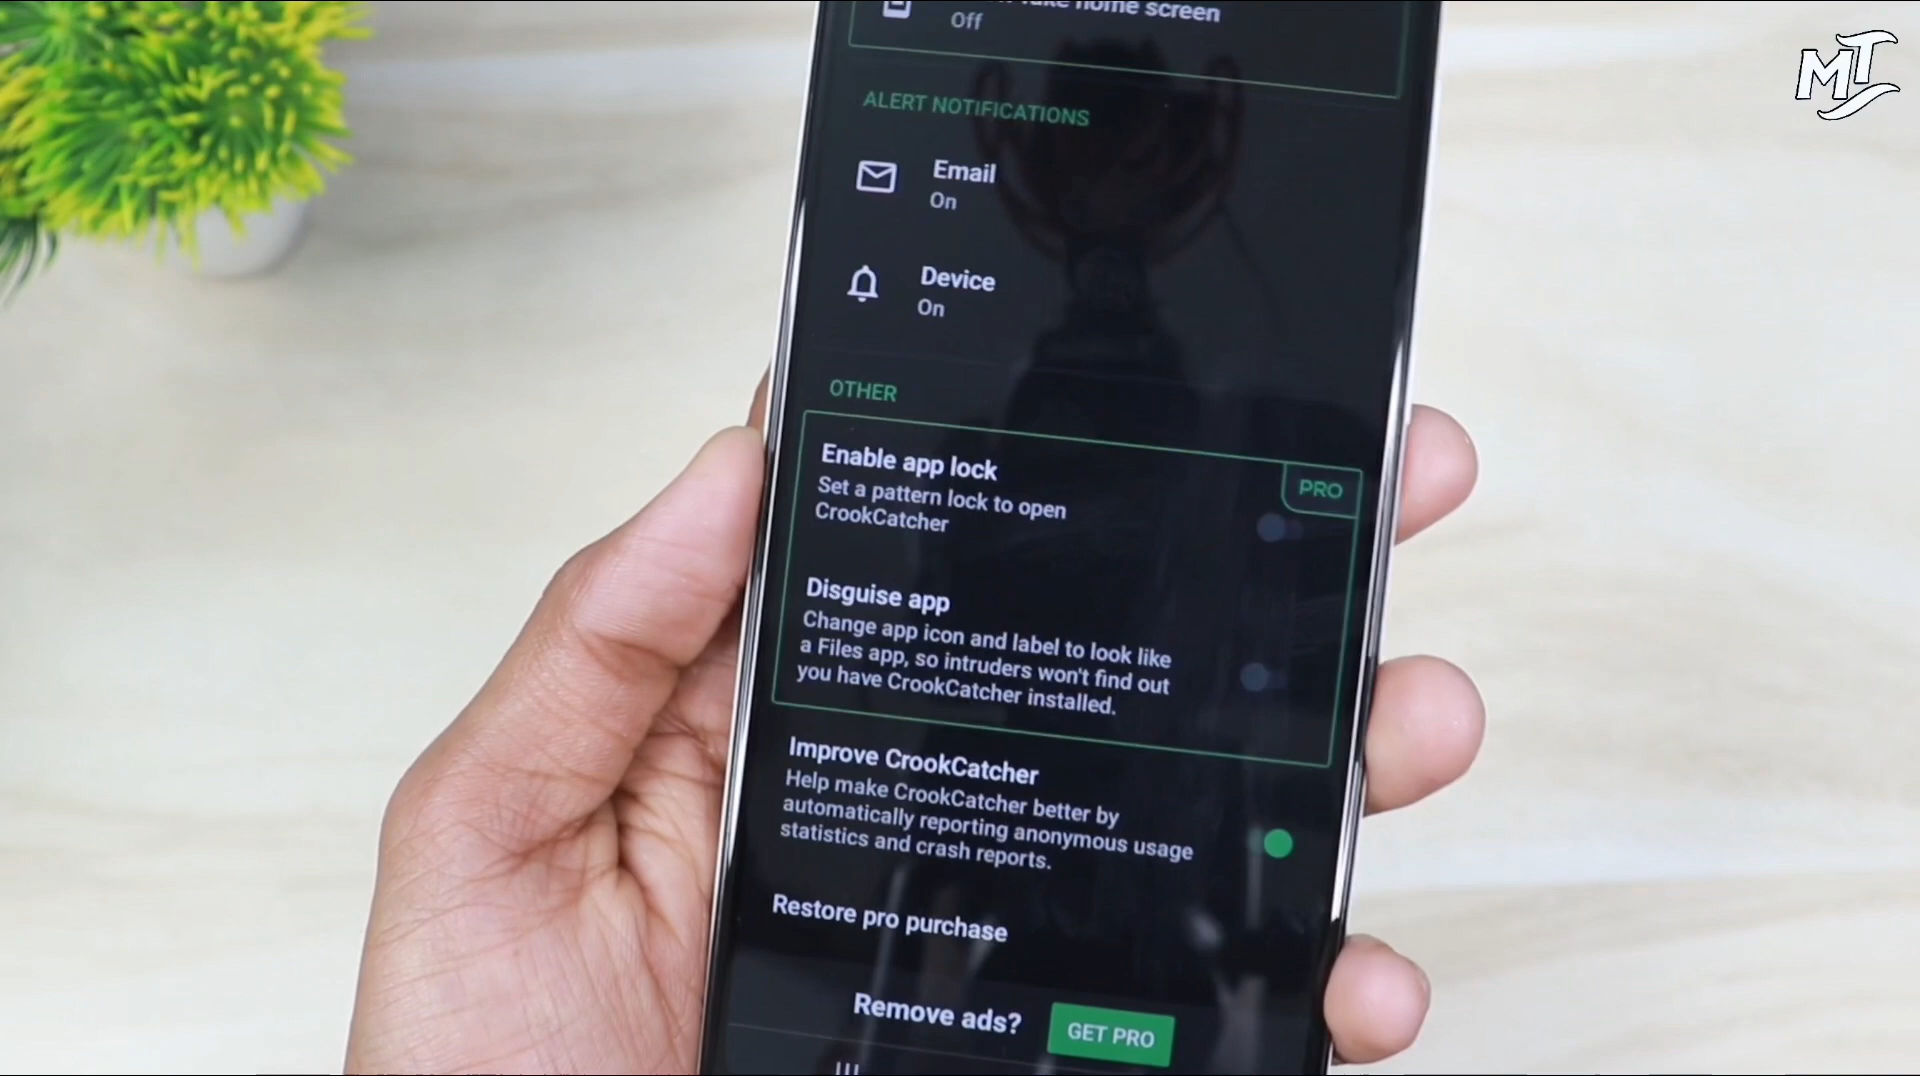 home screen
Off
ALERT NOTIFICATIONS
Email
On
Device
On
OTHER
Enable app lock
Set a pattern lock to open
CrookCatcher
PRO
Disguise app
Change app icon and label to look like
a Files app, so intruders won't find out
you have CrookCatcher installed.
Improve CrookCatcher
Help make CrookCatcher better by
automatically reporting anonymous usage
statistics and crash reports.
Restore pro purchase
Remove ads?
GET PRO
MT